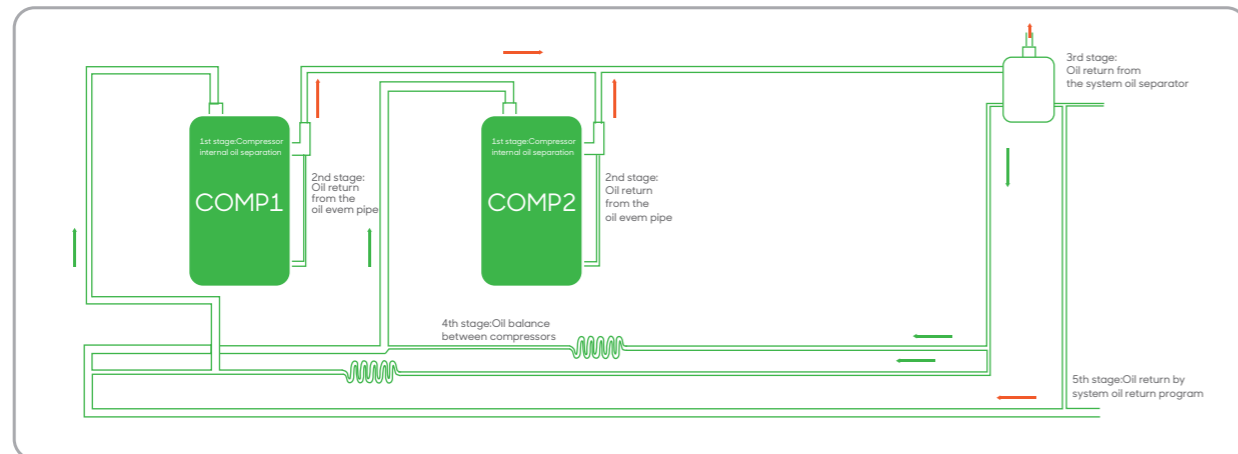 1st stage:Compressor
internal oil separation
COMP1
2nd stage:
Oil return
from the
oil evem pipe
1st stage:Compressor
internal oil separation
COMP2
2nd stage:
Oil return
from the
oil evem pipe
3rd stage:
Oil return from
the system oil separator
4th stage:Oil balance
between compressors
5th stage:Oil return by
system oil return program